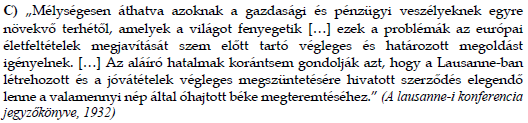 C) „Mélységesen áthatva azoknak a gazdasági és pénzügyi veszélyeknek egyre
növekvő terhétől, amelyek a világot fenyegetik […] ezek a problémák az európai
életfeltételek megjavítását szem előtt tartó végleges és határozott megoldást
igényelnek. […] Az aláíró hatalmak korántsem gondolják azt, hogy a Lausanne-ban
létrehozott és a jóvátételek végleges megszüntetésére hivatott szerződés elegendő
lenne a valamennyi nép által óhajtott béke megteremtéséhez.” (A lausanne-i konferencia
jegyzőkönyve, 1932)